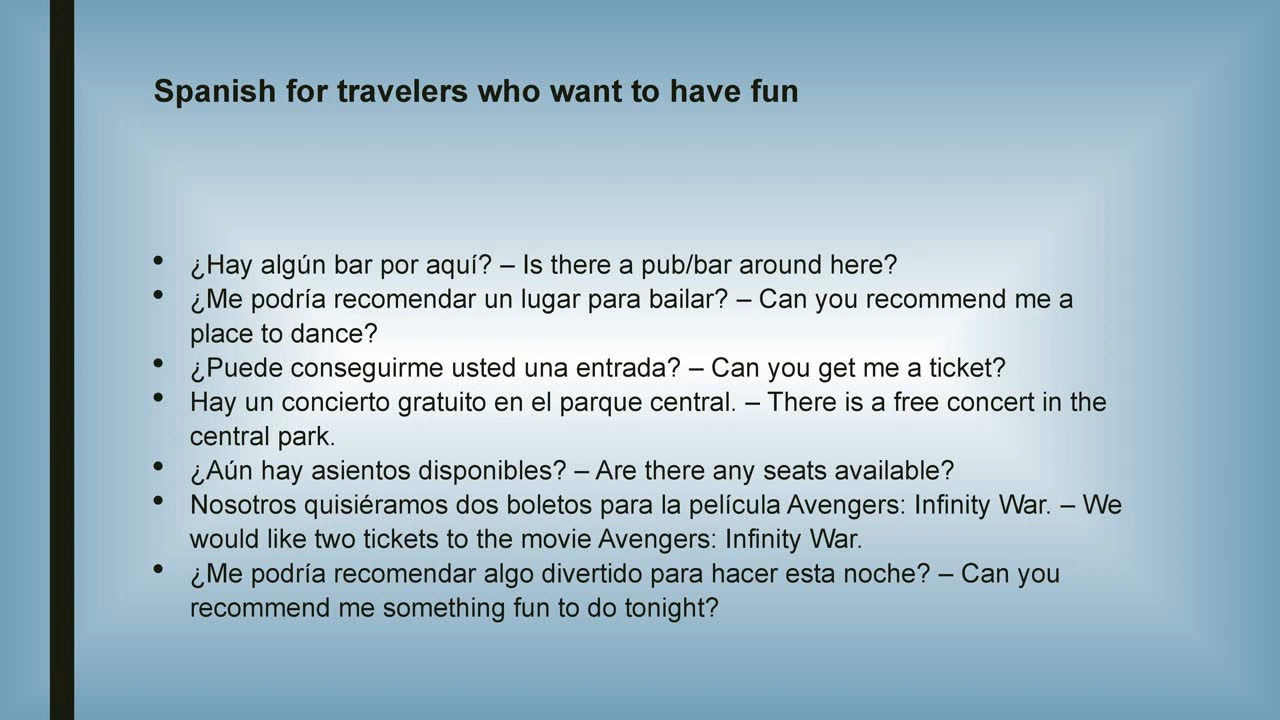 Spanish for travelers who want to have fun
• ¿Hay algún bar por aquí? – Is there a pub/bar around here?
• ¿Me podría recomendar un lugar para bailar? – Can you recommend me a
place to dance?
• ¿Puede conseguirme usted una entrada? – Can you get me a ticket?
• Hay un concierto gratuito en el parque central. – There is a free concert in the
central park.
• ¿Aún hay asientos disponibles? – Are there any seats available?
• Nosotros quisiéramos dos boletos para la película Avengers: Infinity War. – We
would like two tickets to the movie Avengers: Infinity War.
• ¿Me podría recomendar algo divertido para hacer esta noche? – Can you
recommend me something fun to do tonight?